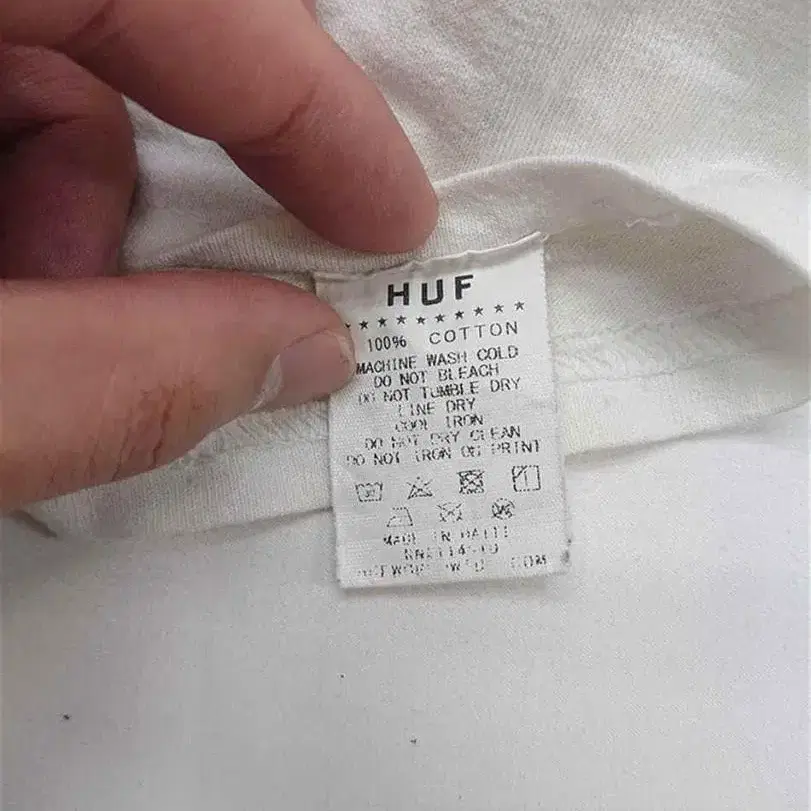 HUF
★★★★★★★★★★
100% COTTON
MACHINE WASH COLD
DO NOT BLEACH
DO NOT TUMBLE DRY
LINE DRY
COOL IRON
DO NOT DRY CLEAN
DO NOT IRON ON PRINT
MADE IN HAITI